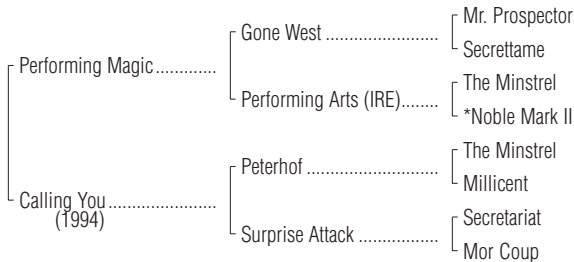 Mr. Prospector
Gone West ........................
Secrettame
Performing Magic.............
The Minstrel
Performing Arts (IRE)........
*Noble Mark II
The Minstrel
Peterhof ............................
Millicent
Calling You .......................
(1994)
Secretariat
Surprise Attack .................
Mor Coup